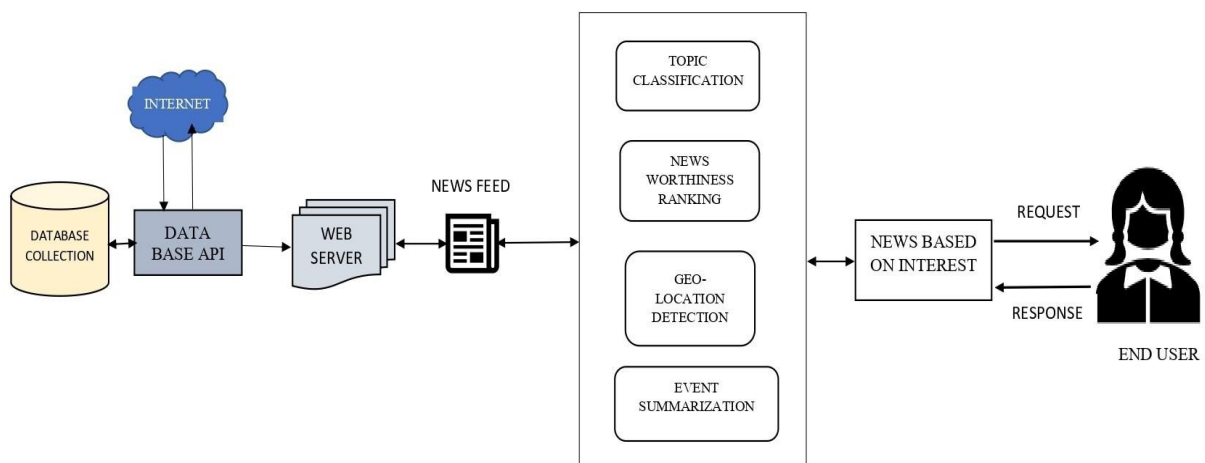 INTERNET
DATABASE
COLLECTION
DATA
BASE API
WEB
SERVER
NEWS FEED
TOPIC
CLASSIFICATION
NEWS
WORTHINESS
RANKING
GEO-
LOCATION
DETECTION
EVENT
SUMMARIZATION
NEWS BASED
ON INTEREST
REQUEST
RESPONSE
END USER